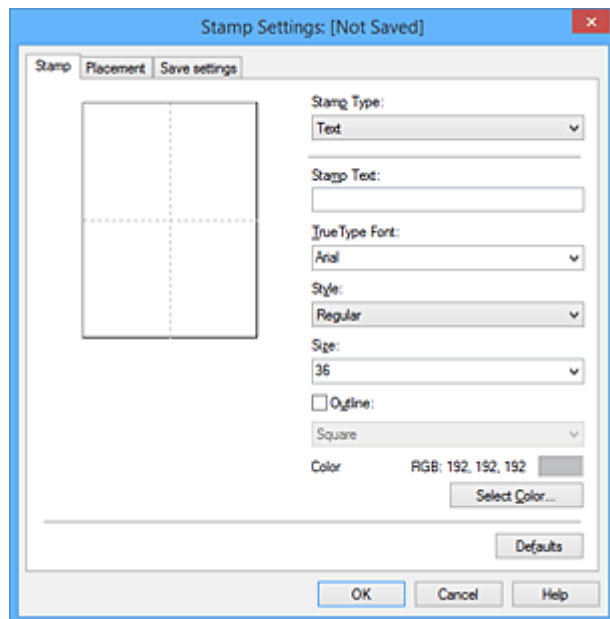 Stamp Settings: [Not Saved]
Stamp Placement Save settings
Stamp Type:
Text
Stamp Text:
TrueType Font:
Arial
Style:
Regular
Size:
36
Outline:
Square
Color RGB: 192, 192, 192
Select Color...
Defaults
OK Cancel Help